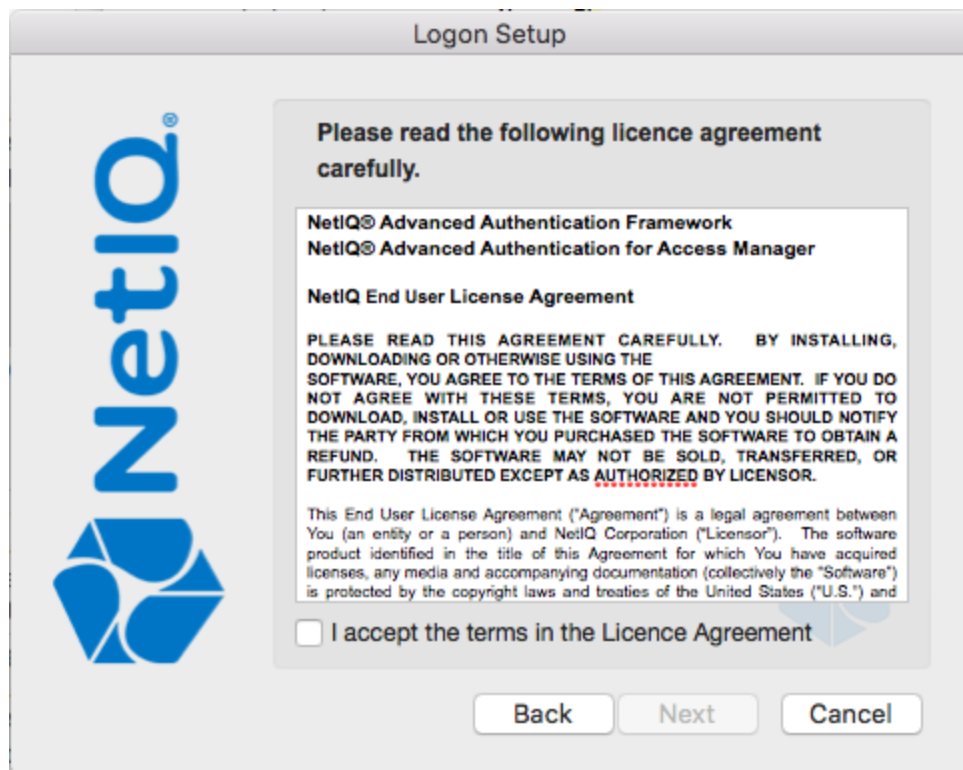 Logon Setup
NetIQ®
Please read the following licence agreement
carefully.
NetIQ® Advanced Authentication Framework
NetIQ® Advanced Authentication for Access Manager
NetIQ End User License Agreement
PLEASE READ THIS AGREEMENT CAREFULLY. BY INSTALLING,
DOWNLOADING OR OTHERWISE USING THE
SOFTWARE, YOU AGREE TO THE TERMS OF THIS AGREEMENT. IF YOU DO
NOT AGREE WITH THESE TERMS, YOU ARE NOT PERMITTED TO
DOWNLOAD, INSTALL OR USE THE SOFTWARE AND YOU SHOULD NOTIFY
THE PARTY FROM WHICH YOU PURCHASED THE SOFTWARE TO OBTAIN A
REFUND. THE SOFTWARE MAY NOT BE SOLD, TRANSFERRED, OR
FURTHER DISTRIBUTED EXCEPT AS AUTHORIZED BY LICENSOR.
This End User License Agreement ("Agreement") is a legal agreement between
You (an entity or a person) and NetIQ Corporation ("Licensor"). The software
product identified in the title of this Agreement for which You have acquired
licenses, any media and accompanying documentation (collectively the "Software")
is protected by the copyright laws and treaties of the United States ("U.S.") and
I accept the terms in the Licence Agreement
Back
Next
Cancel